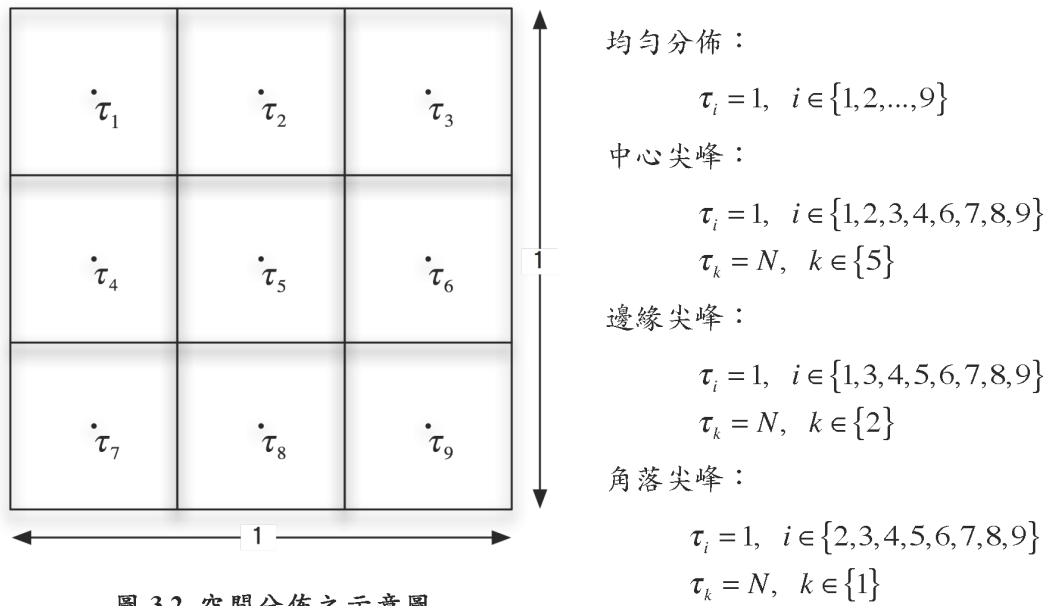 τ₁ τ₂ τ₃
τ₄ τ₅ τ₆
τ₇ τ₈ τ₉
1
1
均勻分佈：
τᵢ = 1, i ∈ {1,2,...,9}
中心尖峰：
τᵢ = 1, i ∈ {1,2,3,4,6,7,8,9}
τₖ = N, k ∈ {5}
邊緣尖峰：
τᵢ = 1, i ∈ {1,3,4,5,6,7,8,9}
τₖ = N, k ∈ {2}
角落尖峰：
τᵢ = 1, i ∈ {2,3,4,5,6,7,8,9}
τₖ = N, k ∈ {1}
圖 3.2 空間分佈之示意圖